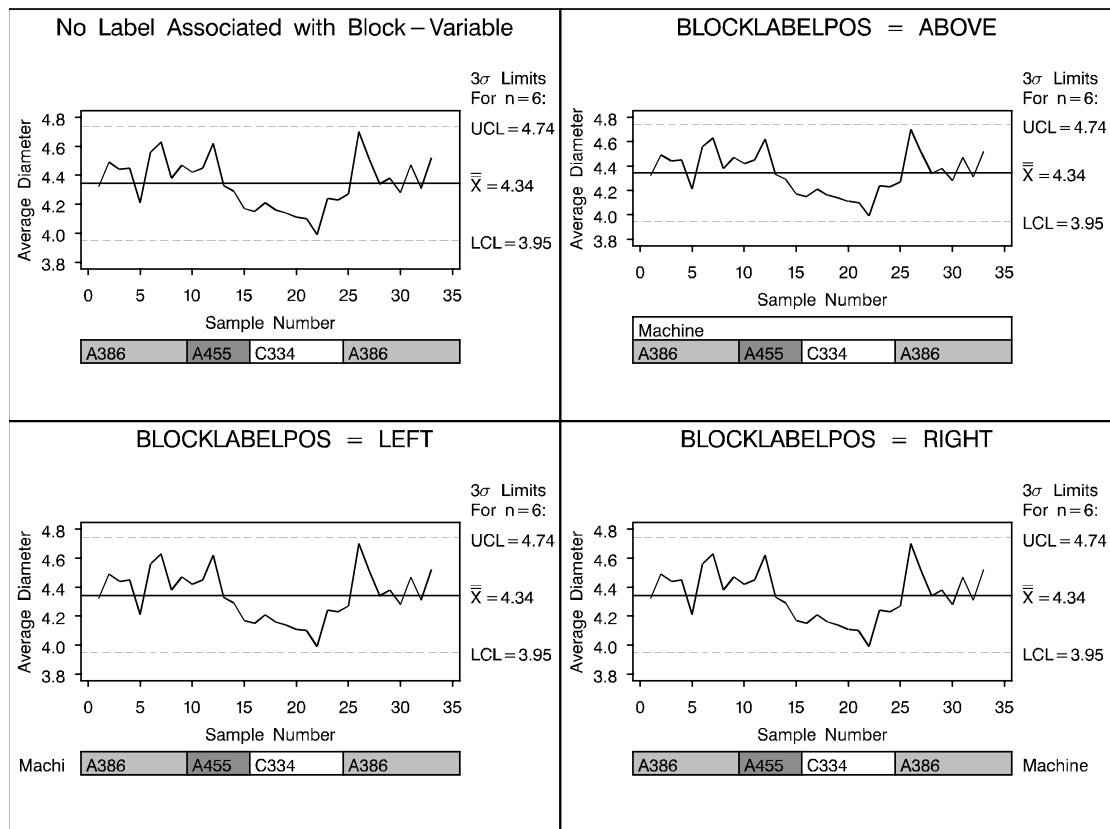 No Label Associated with Block – Variable
3σ Limits
For n=6:
4.8
4.6
4.4
4.2
4.0
3.8
Average Diameter
UCL=4.74
X̿=4.34
LCL=3.95
0 5 10 15 20 25 30 35
Sample Number
A386 A455 C334 A386
BLOCKLABELPOS = ABOVE
3σ Limits
For n=6:
4.8
4.6
4.4
4.2
4.0
3.8
Average Diameter
UCL=4.74
X̿=4.34
LCL=3.95
0 5 10 15 20 25 30 35
Sample Number
Machine
A386 A455 C334 A386
BLOCKLABELPOS = LEFT
3σ Limits
For n=6:
4.8
4.6
4.4
4.2
4.0
3.8
Average Diameter
UCL=4.74
X̿=4.34
LCL=3.95
0 5 10 15 20 25 30 35
Sample Number
Machi A386 A455 C334 A386
BLOCKLABELPOS = RIGHT
3σ Limits
For n=6:
4.8
4.6
4.4
4.2
4.0
3.8
Average Diameter
UCL=4.74
X̿=4.34
LCL=3.95
0 5 10 15 20 25 30 35
Sample Number
A386 A455 C334 A386 Machine